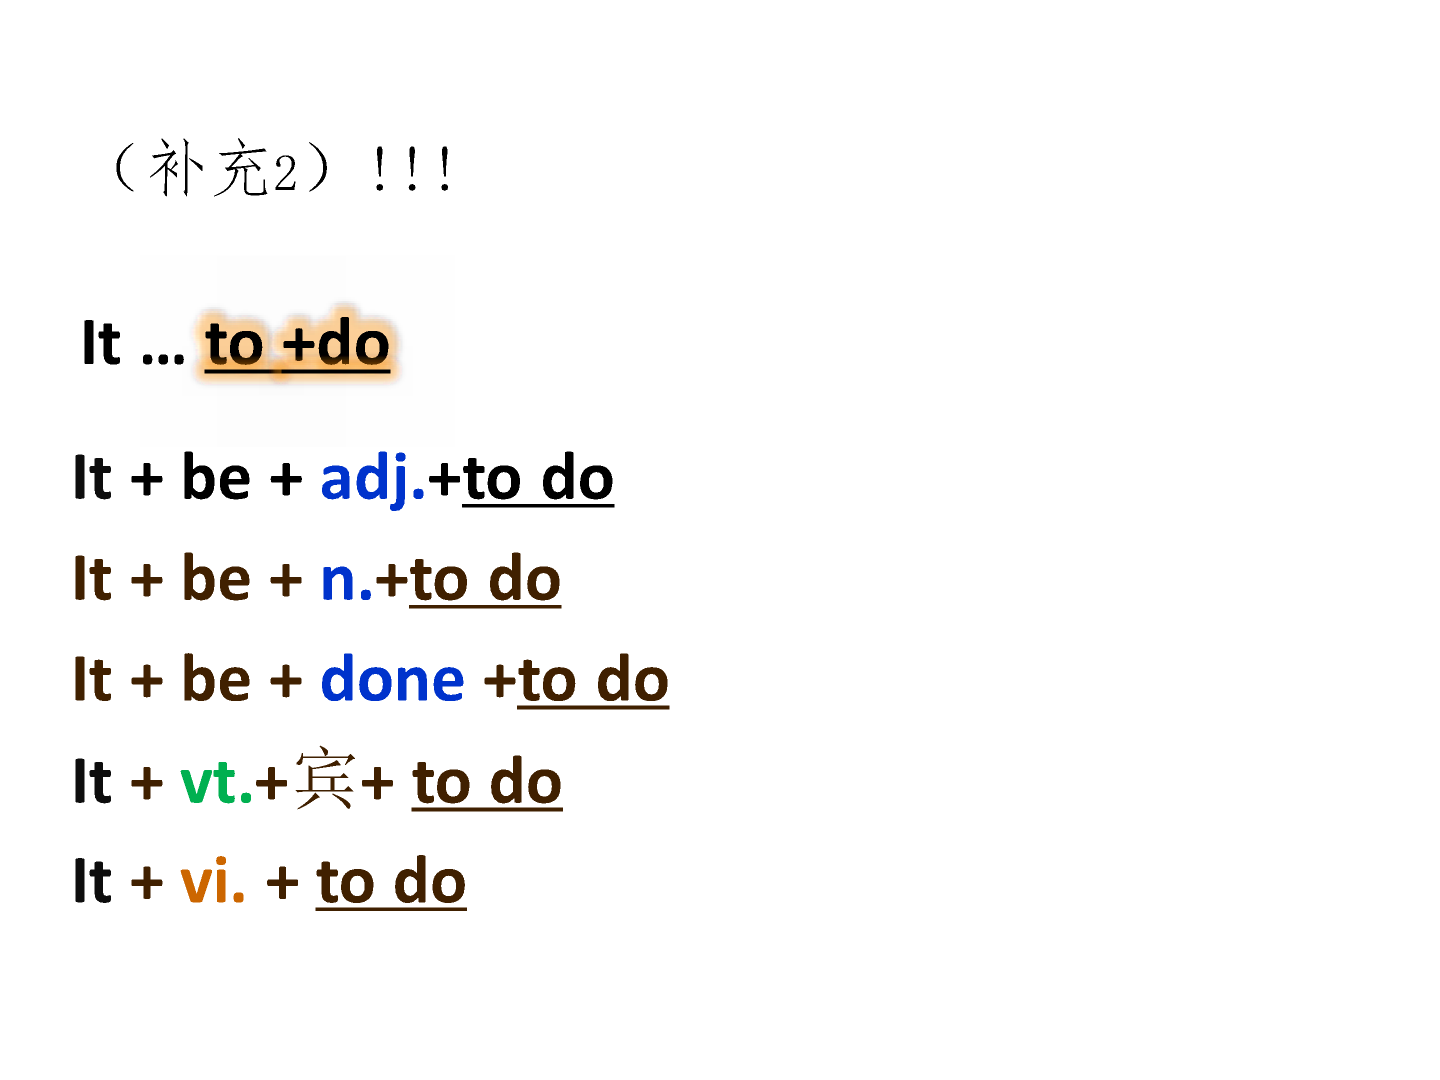 （补充2）!!!
It … to +do
It + be + adj.+to do
It + be + n.+to do
It + be + done +to do
It + vt.+宾+ to do
It + vi. + to do